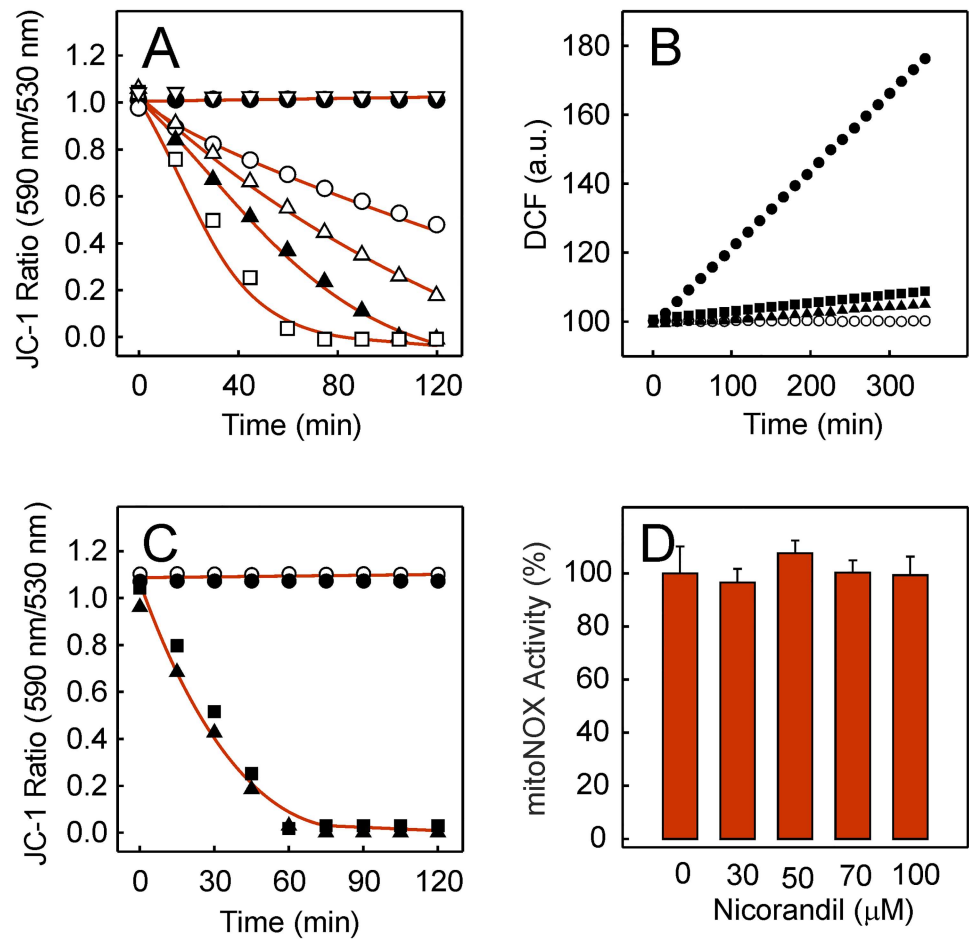 A
JC-1 Ratio (590 nm/530 nm)
1.2
1.0
0.8
0.6
0.4
0.2
0.0
0 40 80 120
Time (min)
B
DCF (a.u.)
180
160
140
120
100
0 100 200 300
Time (min)
C
JC-1 Ratio (590 nm/530 nm)
1.2
1.0
0.8
0.6
0.4
0.2
0.0
0 30 60 90 120
Time (min)
D
mitoNOX Activity (%)
120
100
80
60
40
20
0
0 30 50 70 100
Nicorandil (μM)